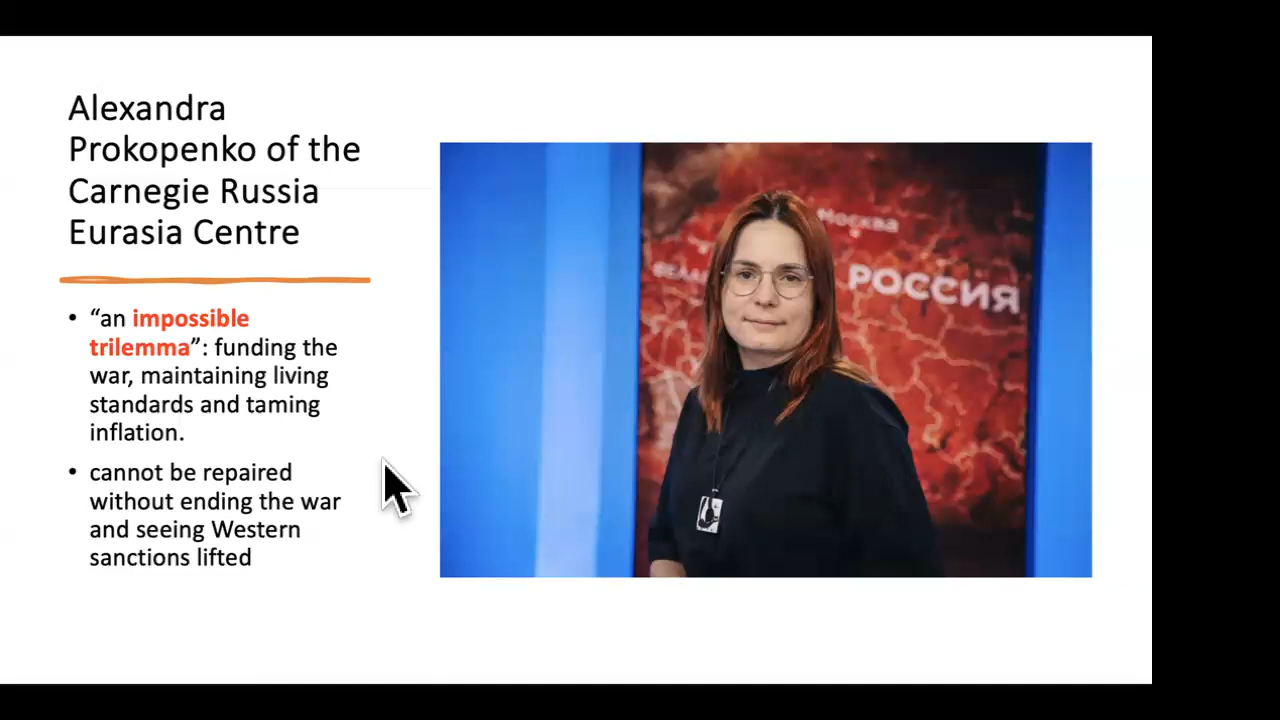 Alexandra
Prokopenko of the
Carnegie Russia
Eurasia Centre
• “an impossible
trilemma”: funding the
war, maintaining living
standards and taming
inflation.
• cannot be repaired
without ending the war
and seeing Western
sanctions lifted
Москва
РОССИЯ